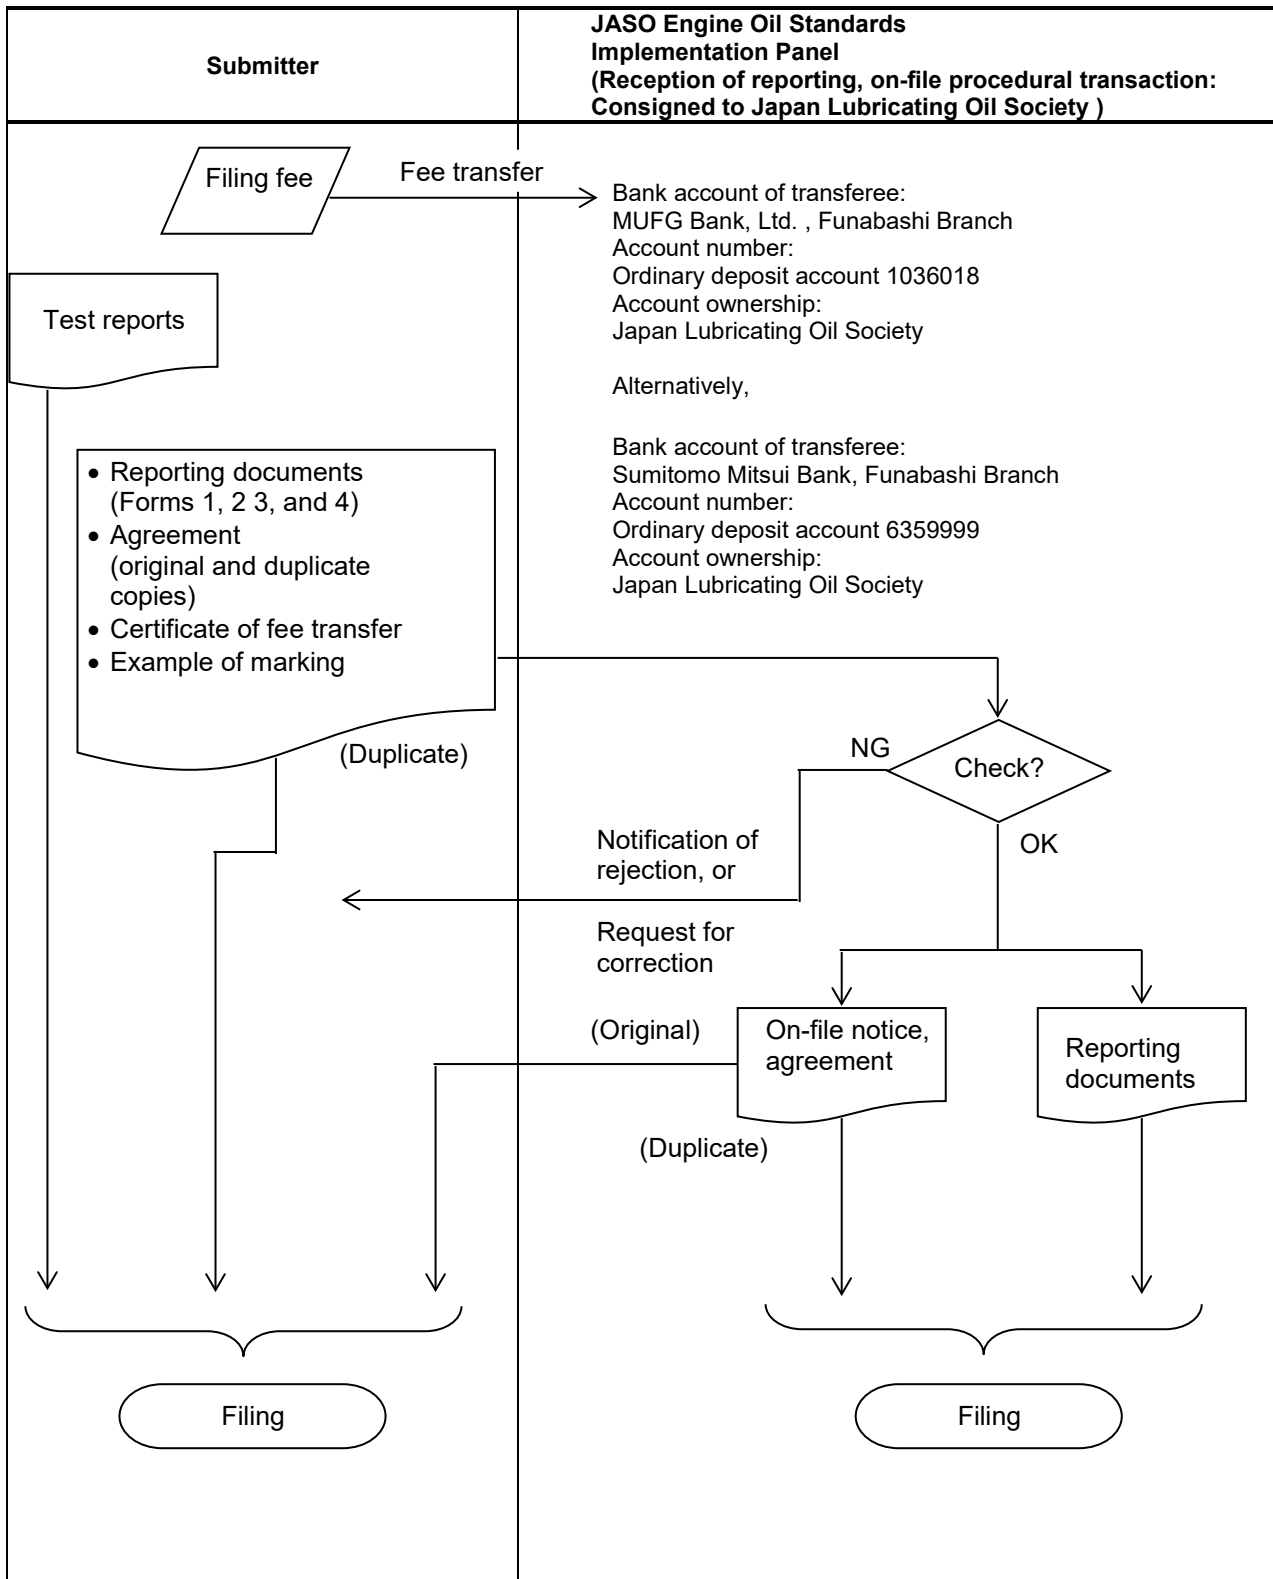 Submitter
JASO Engine Oil Standards
Implementation Panel
(Reception of reporting, on-file procedural transaction:
Consigned to Japan Lubricating Oil Society )
Filing fee
Fee transfer
Bank account of transferee:
MUFG Bank, Ltd. , Funabashi Branch
Account number:
Ordinary deposit account 1036018
Account ownership:
Japan Lubricating Oil Society
Test reports
Alternatively,
Bank account of transferee:
Sumitomo Mitsui Bank, Funabashi Branch
Account number:
Ordinary deposit account 6359999
Account ownership:
Japan Lubricating Oil Society
• Reporting documents
(Forms 1, 2 3, and 4)
• Agreement
(original and duplicate
copies)
• Certificate of fee transfer
• Example of marking
(Duplicate)
NG
Check?
OK
Notification of
rejection, or
Request for
correction
(Original)
On-file notice,
agreement
Reporting
documents
(Duplicate)
Filing
Filing